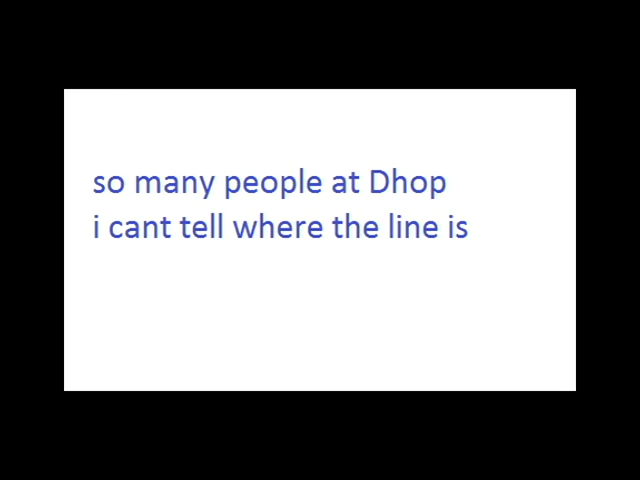 so many people at Dhop
i cant tell where the line is